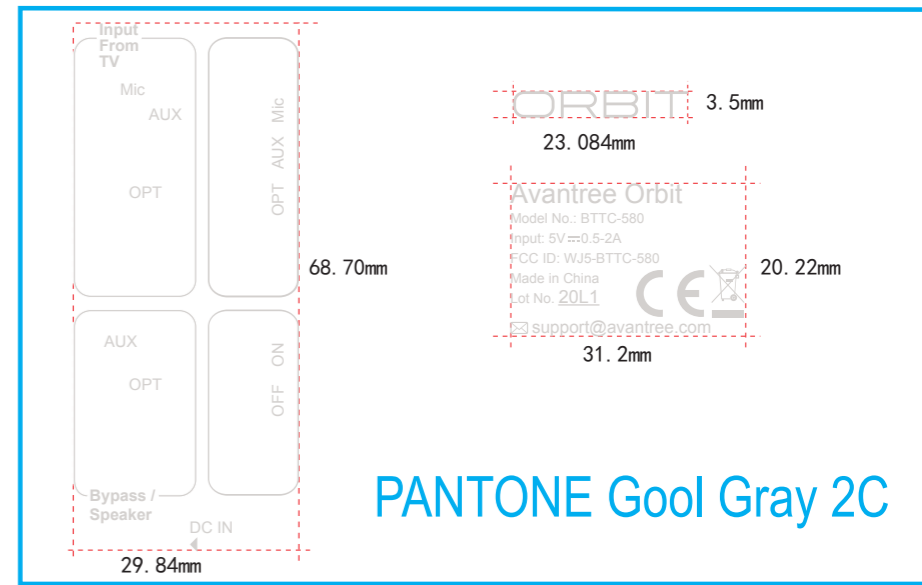 Input
From
TV
Mic
AUX
OPT
OPT AUX Mic
68.70mm
AUX
OPT
OFF ON
Bypass /
Speaker
DC IN
29.84mm
ORBIT
3.5mm
23.084mm
Avantree Orbit
Model No.: BTTC-580
Input: 5V⎓0.5-2A
FCC ID: WJ5-BTTC-580
Made in China
Lot No. 20L1
CE
support@avantree.com
20.22mm
31.2mm
PANTONE Gool Gray 2C